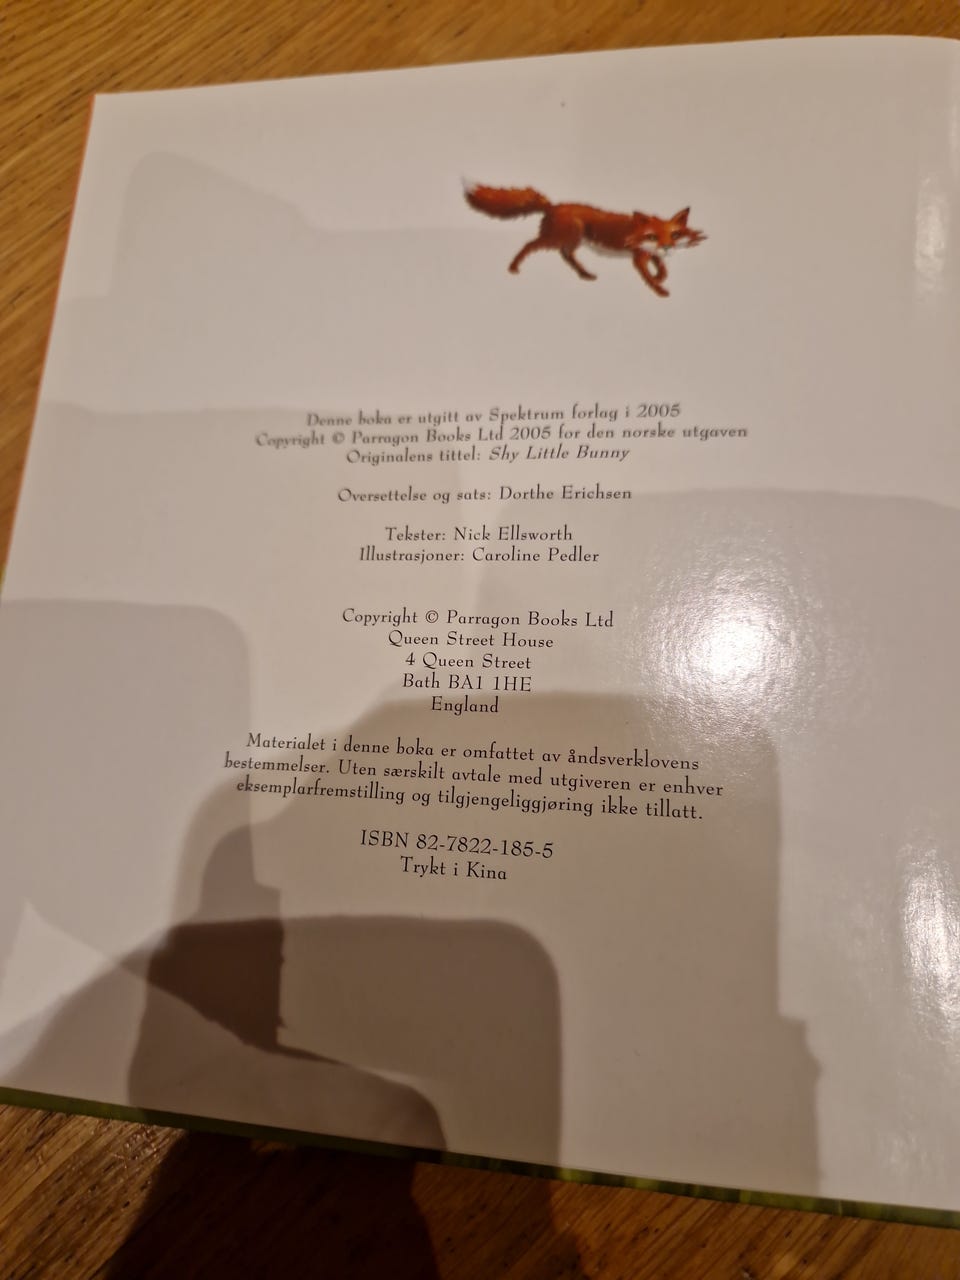 Denne boka er utgitt av Spektrum forlag i 2005
Copyright © Parragon Books Ltd 2005 for den norske utgaven
Originalens tittel: Shy Little Bunny
Oversettelse og sats: Dorthe Erichsen
Tekster: Nick Ellsworth
Illustrasjoner: Caroline Pedler
Copyright © Parragon Books Ltd
Queen Street House
4 Queen Street
Bath BA1 1HE
England
Materialet i denne boka er omfattet av åndsverklovens
bestemmelser. Uten særskilt avtale med utgiveren er enhver
eksemplarfremstilling og tilgjengeliggjøring ikke tillatt.
ISBN 82-7822-185-5
Trykt i Kina